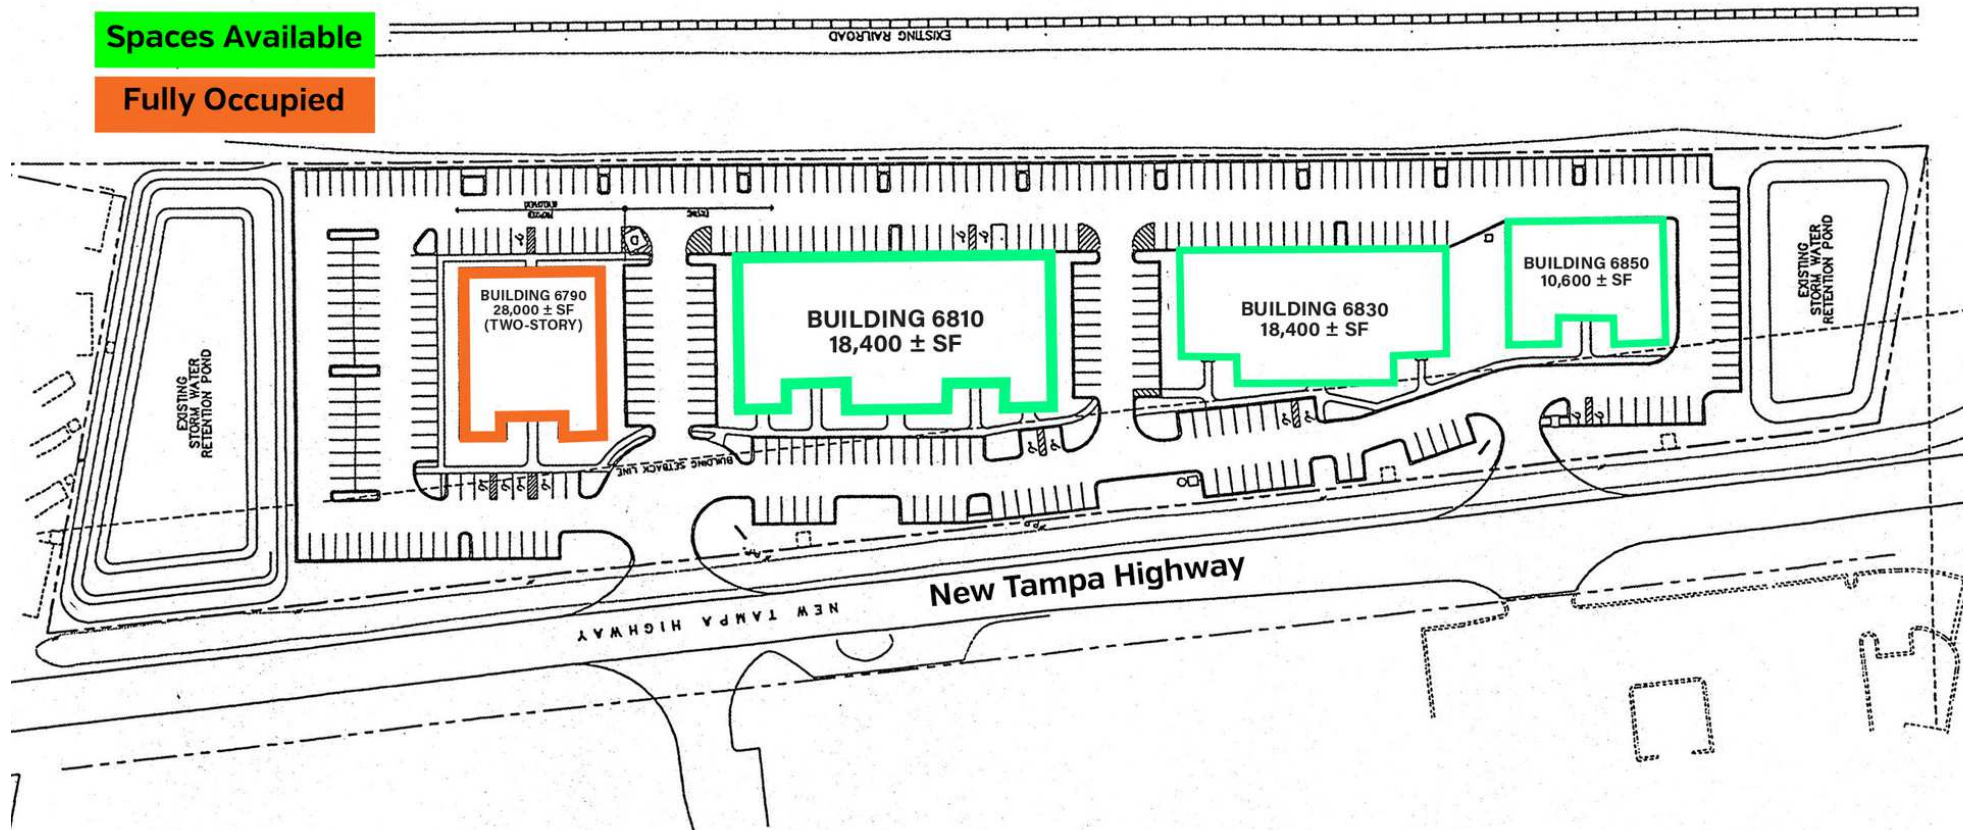 Spaces Available
Fully Occupied
EXISTING RAILROAD
EXISTING
BUILDING 6790
28,000 ± SF
(TWO-STORY)
BUILDING 6810
18,400 ± SF
BUILDING 6830
18,400 ± SF
BUILDING 6850
10,600 ± SF
EXISTING
STORM WATER
RETENTION POND
EXISTING
STORM WATER
RETENTION POND
D
BUILDING SETBACK LINE
New Tampa Highway
NEW TAMPA HIGHWAY